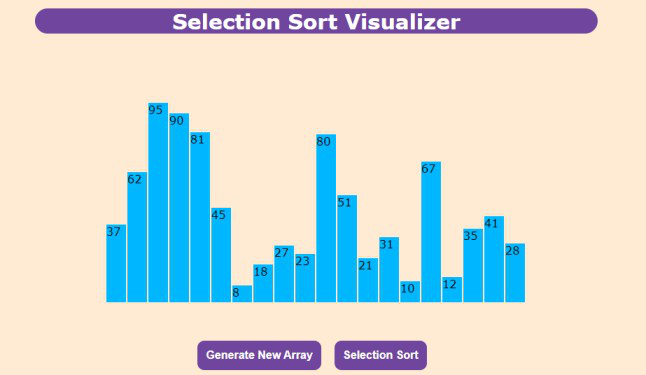 Selection Sort Visualizer
37 62 95 90 81 45 8 18 27 23 80 51 21 31 10 67 12 35 41 28
Generate New Array Selection Sort